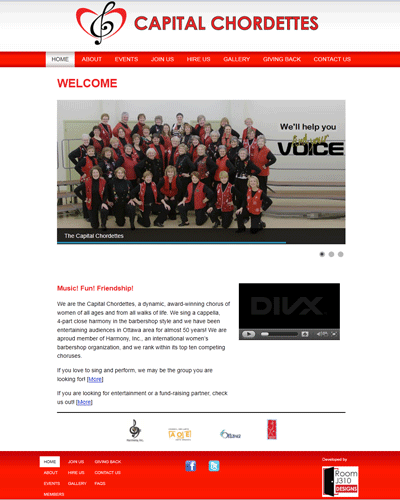 CAPITAL CHORDETTES
HOME ABOUT EVENTS JOIN US HIRE US GALLERY GIVING BACK CONTACT US
WELCOME
We'll help you
find your
VOICE
The Capital Chordettes
Music! Fun! Friendship!
We are the Capital Chordettes, a dynamic, award-winning chorus of
women of all ages and from all walks of life. We sing a cappella,
4-part close harmony in the barbershop style and we have been
entertaining audiences in Ottawa area for almost 50 years! We are
aproud member of Harmony, Inc., an international women's
barbershop organization, and we rank within its top ten competing
choruses.
If you love to sing and perform, we may be the group you are
looking for! [More]
If you are looking for entertainment or a fund-raising partner, check
us out! [More]
DIVX
Harmony, Inc.
Ottawa
HOME JOIN US GIVING BACK
ABOUT HIRE US CONTACT US
EVENTS GALLERY FAQS
MEMBERS
Developed by
Room
J310
DESIGNS